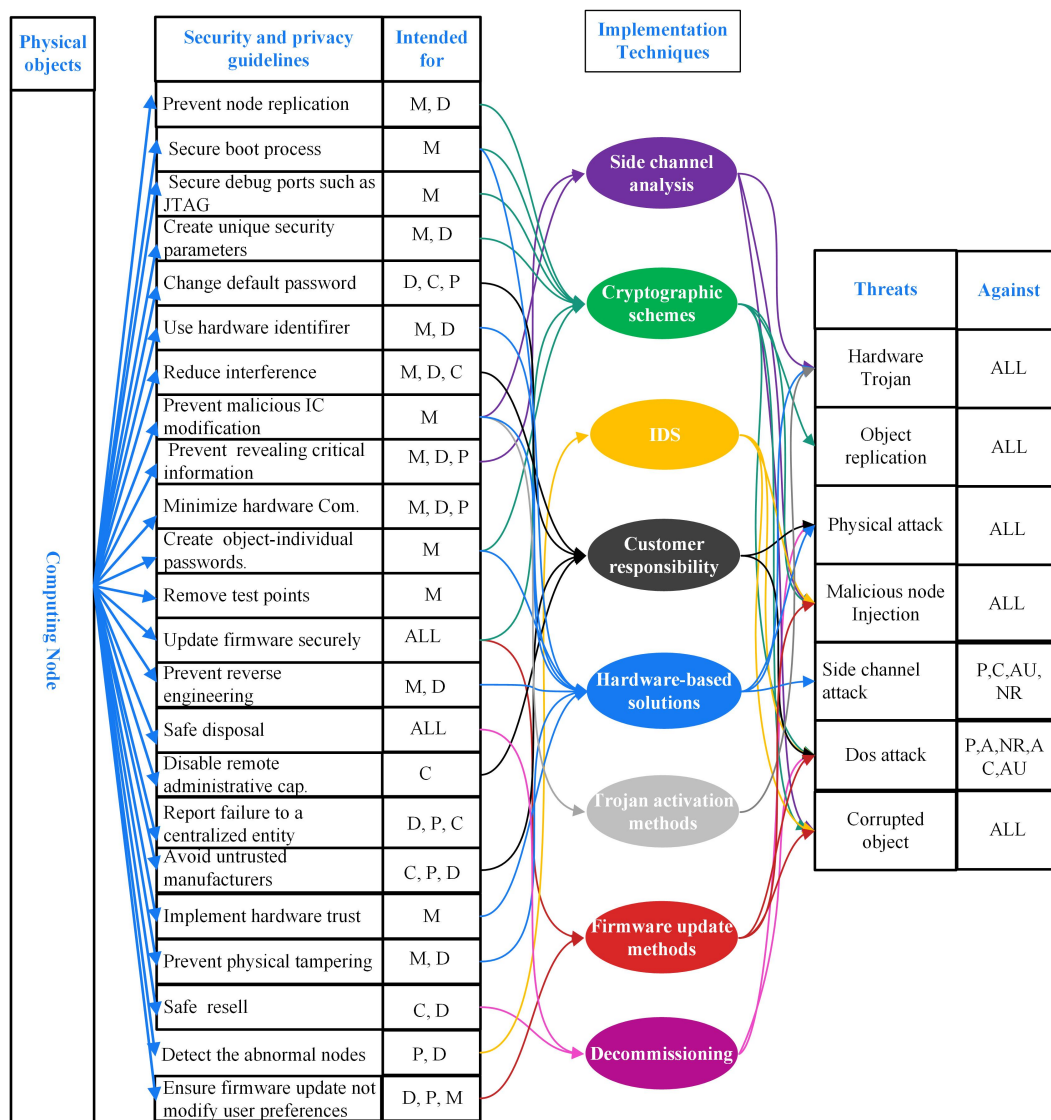 Physical
objects
Computing Node
Security and privacy
guidelines
Intended
for
Prevent node replication
M, D
Secure boot process
M
Secure debug ports such as
JTAG
M
Create unique security
parameters
M, D
Change default password
D, C, P
Use hardware identifirer
M, D
Reduce interference
M, D, C
Prevent malicious IC
modification
M
Prevent revealing critical
information
M, D, P
Minimize hardware Com.
M, D, P
Create object-individual
passwords.
M
Remove test points
M
Update firmware securely
ALL
Prevent reverse
engineering
M, D
Safe disposal
ALL
Disable remote
administrative cap.
C
Report failure to a
centralized entity
D, P, C
Avoid untrusted
manufacturers
C, P, D
Implement hardware trust
M
Prevent physical tampering
M, D
Safe resell
C, D
Detect the abnormal nodes
P, D
Ensure firmware update not
modify user preferences
D, P, M
Implementation
Techniques
Side channel
analysis
Cryptographic
schemes
IDS
Customer
responsibility
Hardware-based
solutions
Trojan activation
methods
Firmware update
methods
Decommissioning
Threats
Against
Hardware
Trojan
ALL
Object
replication
ALL
Physical attack
ALL
Malicious node
Injection
ALL
Side channel
attack
P,C,AU,
NR
Dos attack
P,A,NR,A
C,AU
Corrupted
object
ALL